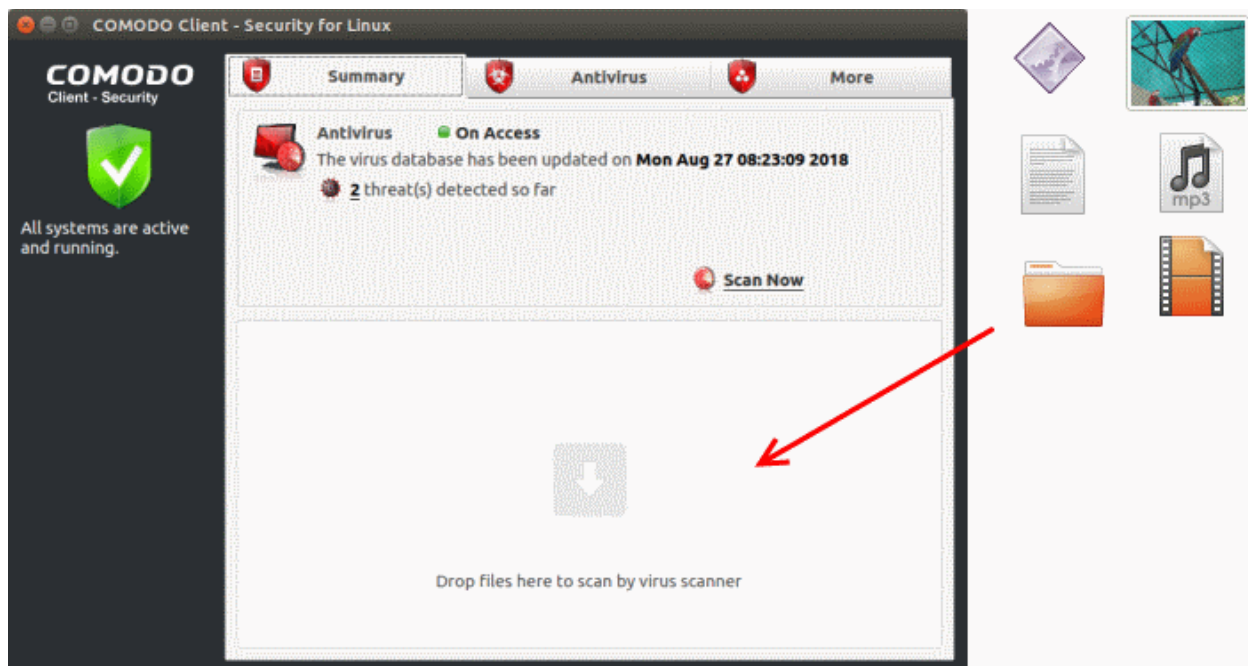 COMODO Client - Security for Linux
COMODO
Client - Security
All systems are active
and running.
Summary
Antivirus
More
Antivirus On Access
The virus database has been updated on Mon Aug 27 08:23:09 2018
2 threat(s) detected so far
Scan Now
Drop files here to scan by virus scanner
mp3